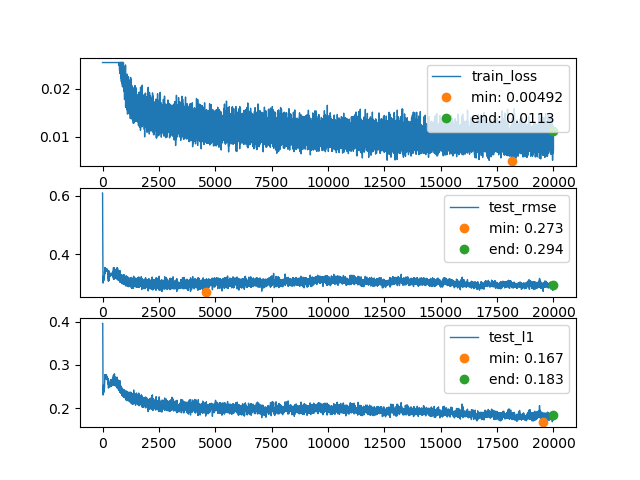 0.02
0.01
train_loss
min: 0.00492
end: 0.0113
0 2500 5000 7500 10000 12500 15000 17500 20000
0.6
0.4
test_rmse
min: 0.273
end: 0.294
0 2500 5000 7500 10000 12500 15000 17500 20000
0.4
0.3
0.2
test_l1
min: 0.167
end: 0.183
0 2500 5000 7500 10000 12500 15000 17500 20000